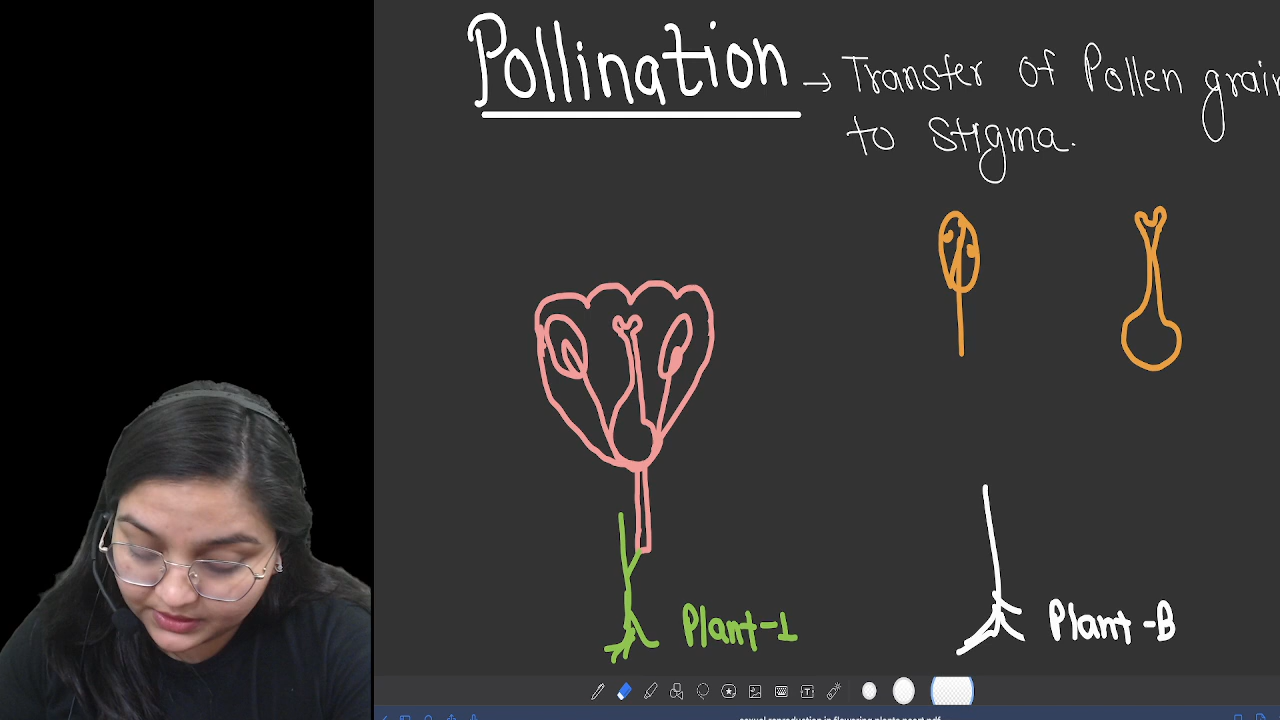 Pollination → Transfer of Pollen grain
to Stigma.
Plant-1
Plant-B